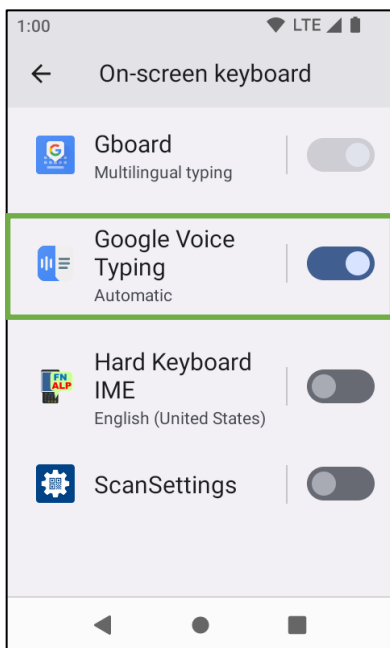 1:00 LTE
On-screen keyboard
Gboard
Multilingual typing
Google Voice
Typing
Automatic
FN
ALP
Hard Keyboard
IME
English (United States)
ScanSettings